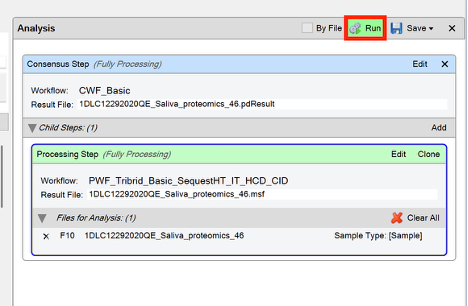 Analysis By File Run Save
Consensus Step (Fully Processing) Edit
Workflow: CWF_Basic
Result File: 1DLC12292020QE_Saliva_proteomics_46.pdResult
Child Steps: (1) Add
Processing Step (Fully Processing) Edit Clone
Workflow: PWF_Tribrid_Basic_SequestHT_IT_HCD_CID
Result File: 1DLC12292020QE_Saliva_proteomics_46.msf
Files for Analysis: (1) Clear All
F10 1DLC12292020QE_Saliva_proteomics_46 Sample Type: [Sample]